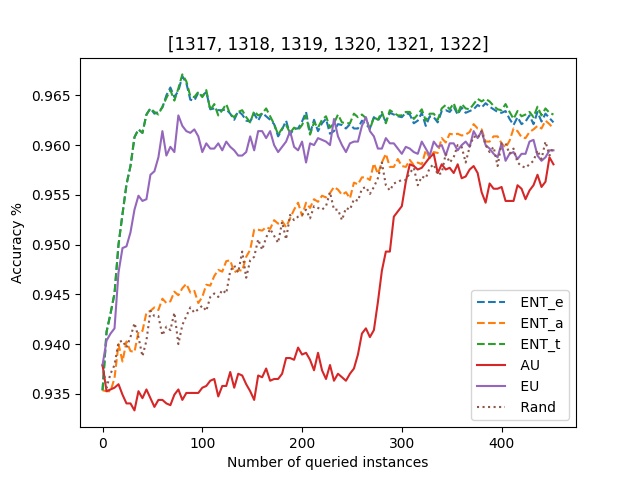 [1317, 1318, 1319, 1320, 1321, 1322]
Accuracy %
0.965
0.960
0.955
0.950
0.945
0.940
0.935
0
100
200
300
400
Number of queried instances
ENT_e
ENT_a
ENT_t
AU
EU
Rand